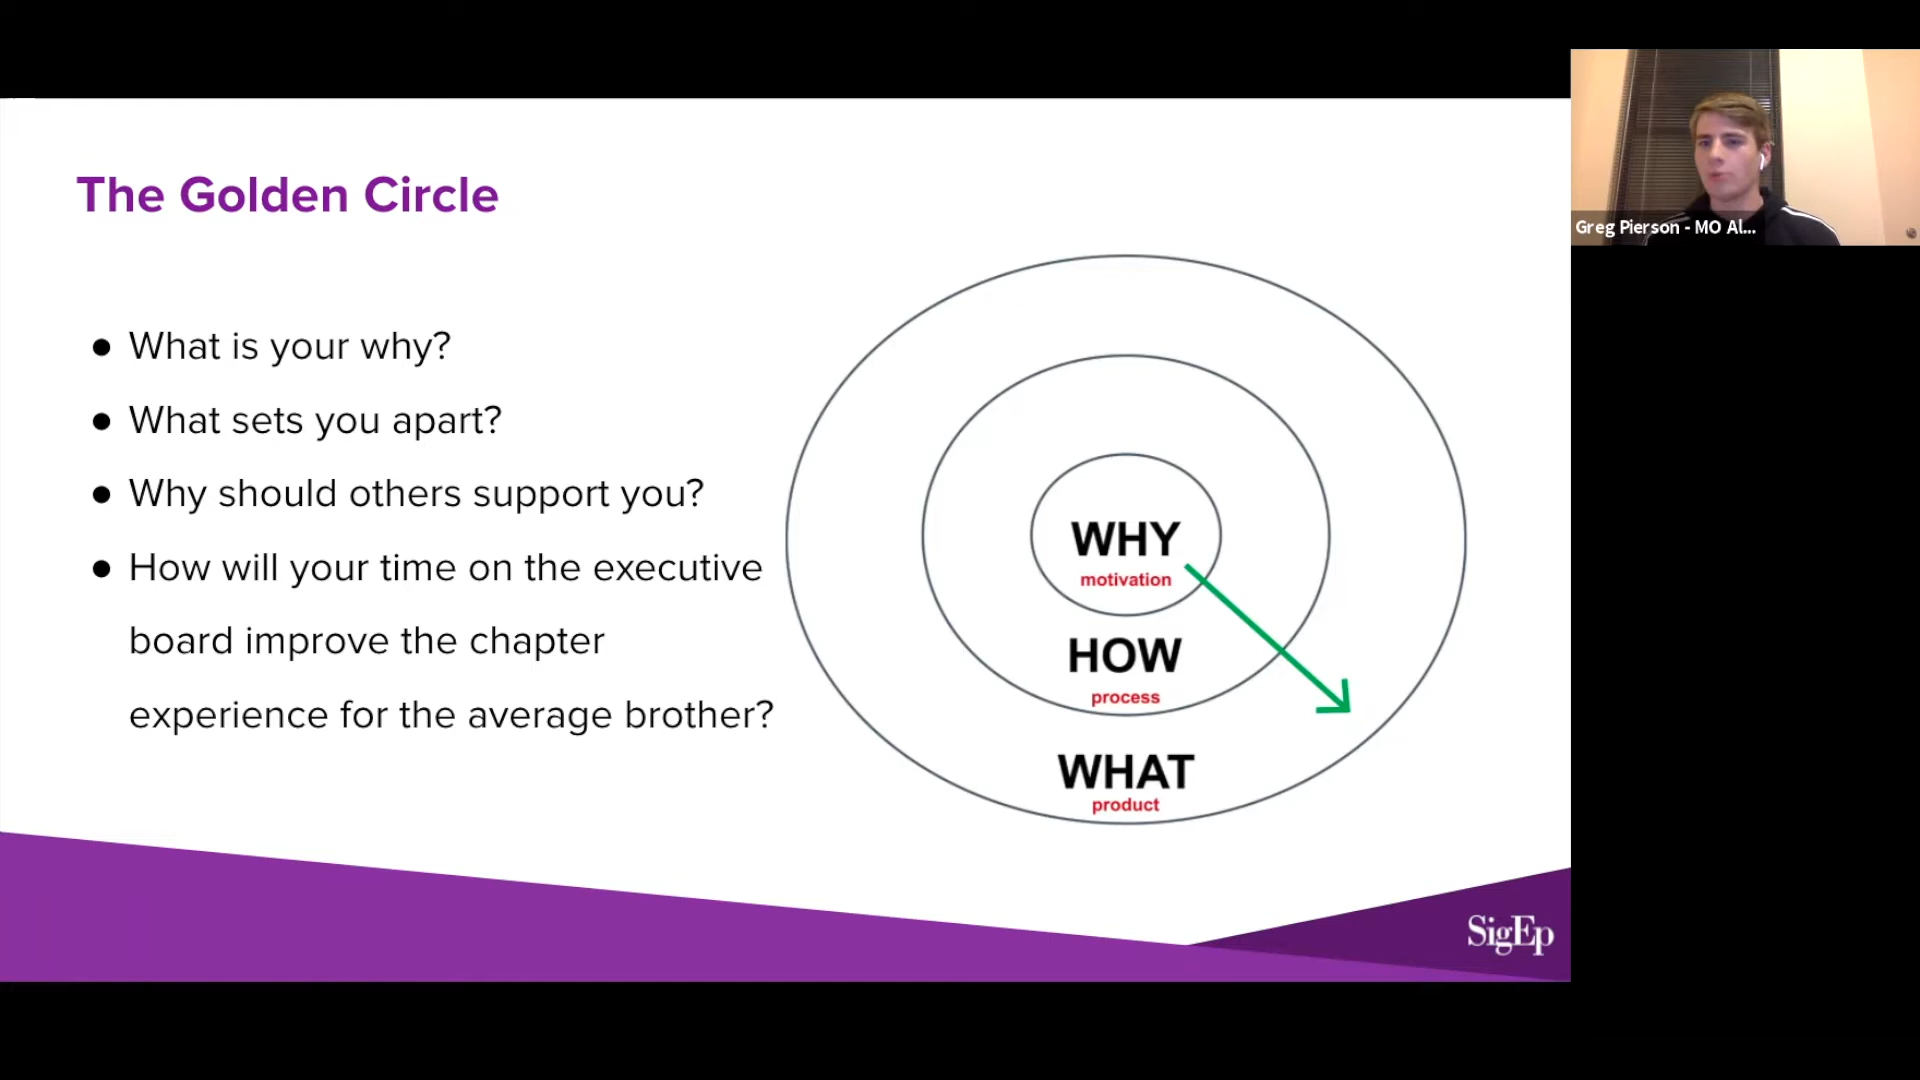 The Golden Circle
● What is your why?
● What sets you apart?
● Why should others support you?
● How will your time on the executive
board improve the chapter
experience for the average brother?
WHY
motivation
HOW
process
WHAT
product
SigEp
Greg Pierson - MO Al...